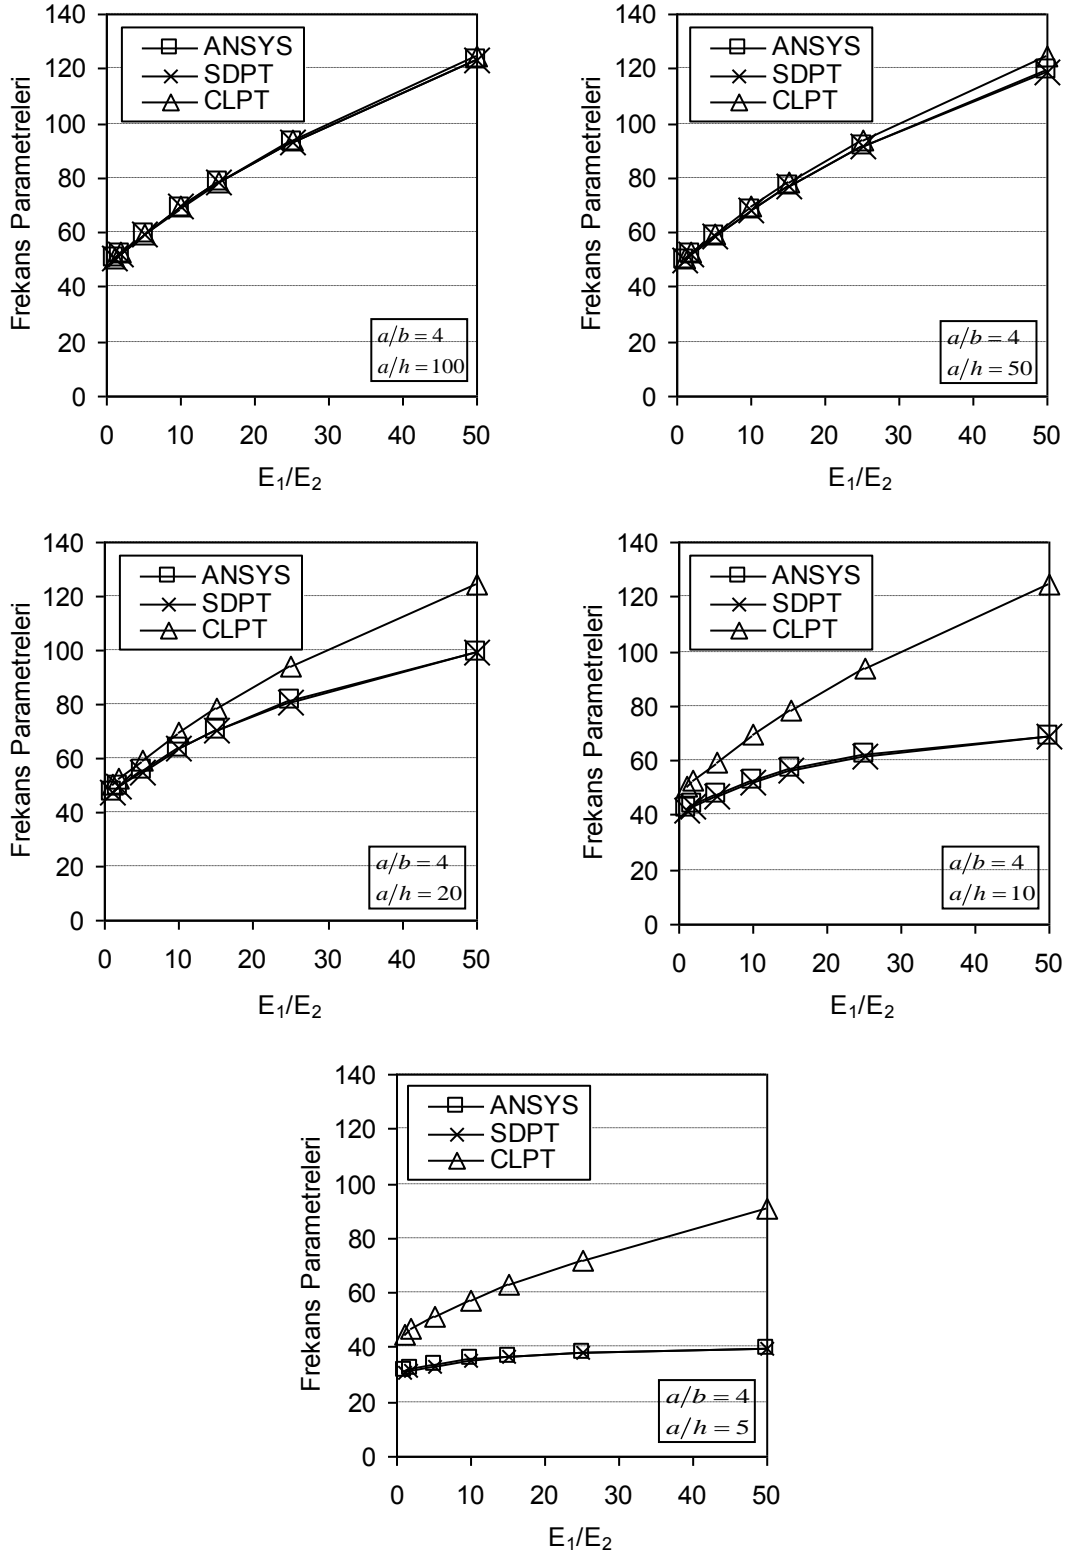 140
120
100
80
60
40
20
0
Frekans Parametreleri
ANSYS
SDPT
CLPT
a/b = 4
a/h = 100
0 10 20 30 40 50
E1/E2
140
120
100
80
60
40
20
0
Frekans Parametreleri
ANSYS
SDPT
CLPT
a/b = 4
a/h = 50
0 10 20 30 40 50
E1/E2
140
120
100
80
60
40
20
0
Frekans Parametreleri
ANSYS
SDPT
CLPT
a/b = 4
a/h = 20
0 10 20 30 40 50
E1/E2
140
120
100
80
60
40
20
0
Frekans Parametreleri
ANSYS
SDPT
CLPT
a/b = 4
a/h = 10
0 10 20 30 40 50
E1/E2
140
120
100
80
60
40
20
0
Frekans Parametreleri
ANSYS
SDPT
CLPT
a/b = 4
a/h = 5
0 10 20 30 40 50
E1/E2